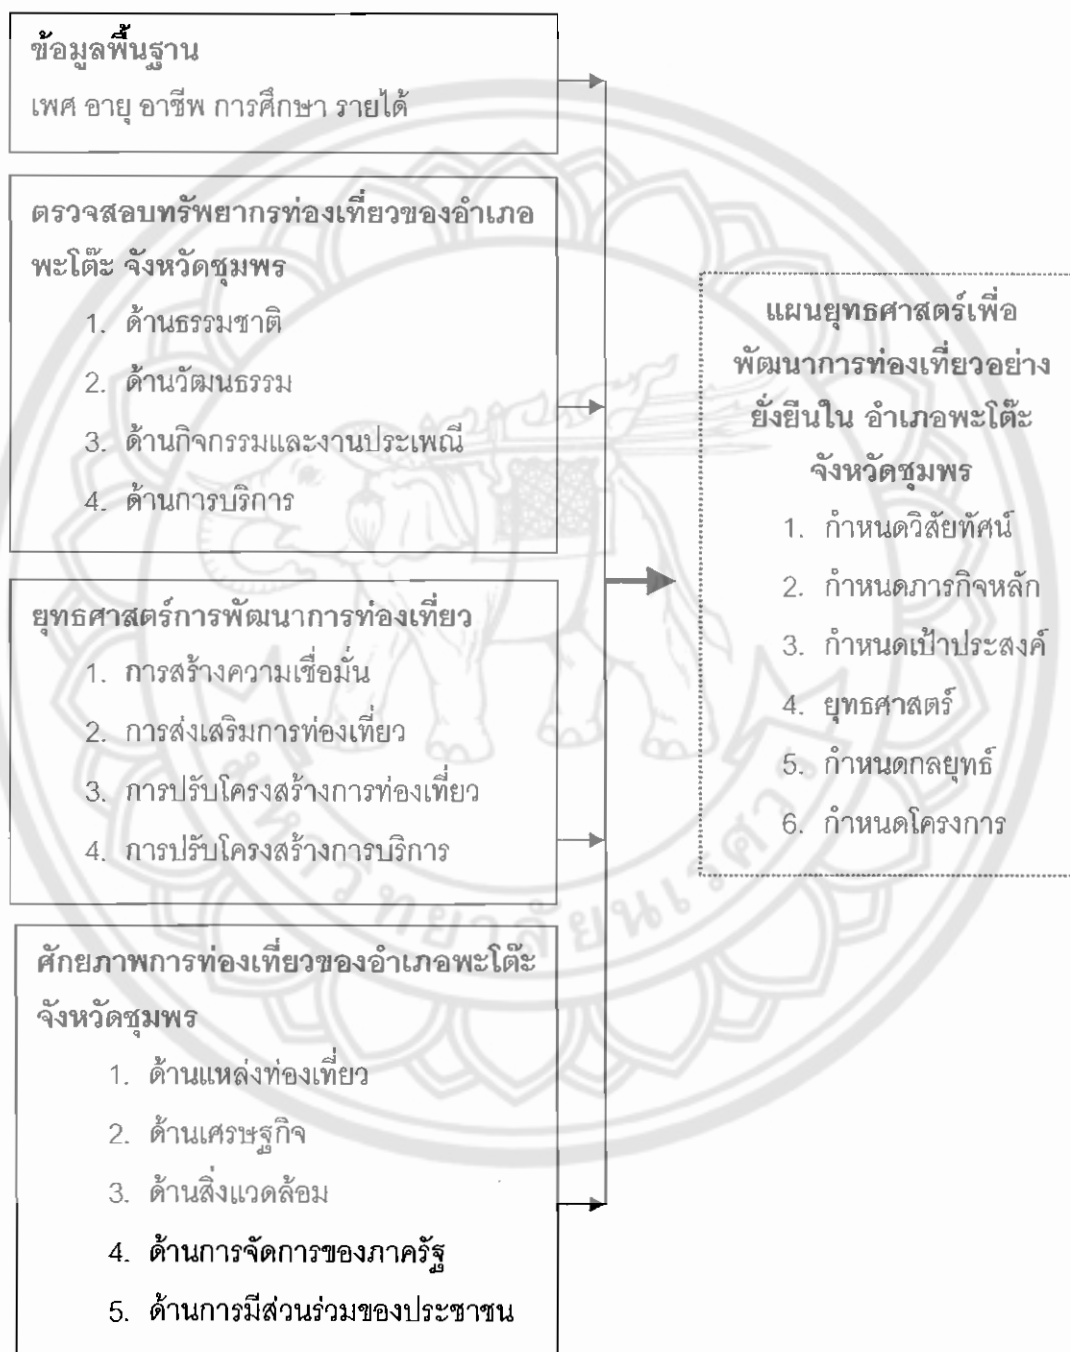 ข้อมูลพื้นฐาน
เพศ อายุ อาชีพ การศึกษา รายได้
ตรวจสอบทรัพยากรท่องเที่ยวของอำเภอ
พะโต๊ะ จังหวัดชุมพร
1. ด้านธรรมชาติ
2. ด้านวัฒนธรรม
3. ด้านกิจกรรมและงานประเพณี
4. ด้านการบริการ
ยุทธศาสตร์การพัฒนาการท่องเที่ยว
1. การสร้างความเชื่อมั่น
2. การส่งเสริมการท่องเที่ยว
3. การปรับโครงสร้างการท่องเที่ยว
4. การปรับโครงสร้างการบริการ
ศักยภาพการท่องเที่ยวของอำเภอพะโต๊ะ
จังหวัดชุมพร
1. ด้านแหล่งท่องเที่ยว
2. ด้านเศรษฐกิจ
3. ด้านสิ่งแวดล้อม
4. ด้านการจัดการของภาครัฐ
5. ด้านการมีส่วนร่วมของประชาชน
แผนยุทธศาสตร์เพื่อ
พัฒนาการท่องเที่ยวอย่าง
ยั่งยืนใน อำเภอพะโต๊ะ
จังหวัดชุมพร
1. กำหนดวิสัยทัศน์
2. กำหนดภารกิจหลัก
3. กำหนดเป้าประสงค์
4. ยุทธศาสตร์
5. กำหนดกลยุทธ์
6. กำหนดโครงการ